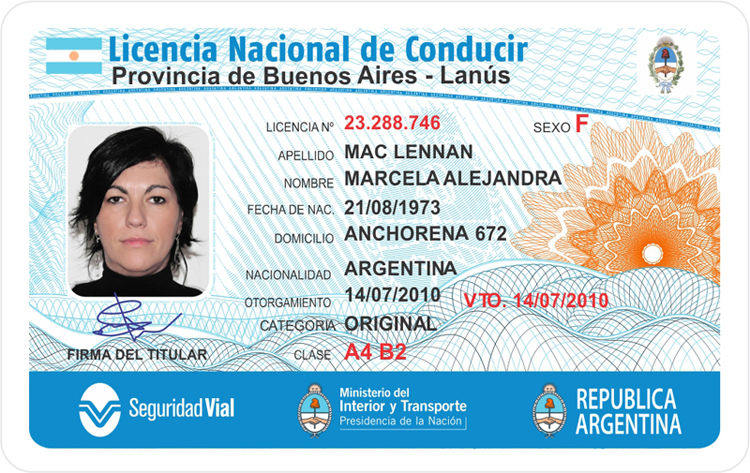 Licencia Nacional de Conducir
Provincia de Buenos Aires - Lanús
LICENCIA Nº 23.288.746 SEXO F
APELLIDO MAC LENNAN
NOMBRE MARCELA ALEJANDRA
FECHA DE NAC. 21/08/1973
DOMICILIO ANCHORENA 672
NACIONALIDAD ARGENTINA
OTORGAMIENTO 14/07/2010 VTO. 14/07/2010
CATEGORIA ORIGINAL
FIRMA DEL TITULAR CLASE A4 B2
Seguridad Vial
Ministerio del
Interior y Transporte
Presidencia de la Nación
REPUBLICA
ARGENTINA